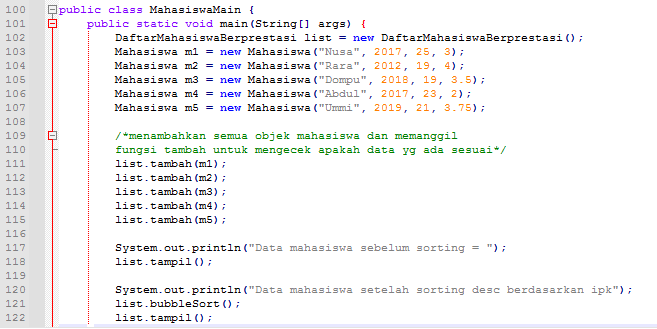 100 public class MahasiswaMain {
101 public static void main(String[] args) {
102 DaftarMahasiswaBerprestasi list = new DaftarMahasiswaBerprestasi();
103 Mahasiswa m1 = new Mahasiswa("Nusa", 2017, 25, 3);
104 Mahasiswa m2 = new Mahasiswa("Rara", 2012, 19, 4);
105 Mahasiswa m3 = new Mahasiswa("Dompu", 2018, 19, 3.5);
106 Mahasiswa m4 = new Mahasiswa("Abdul", 2017, 23, 2);
107 Mahasiswa m5 = new Mahasiswa("Ummi", 2019, 21, 3.75);
108
109 /*menambahkan semua objek mahasiswa dan memanggil
110 fungsi tambah untuk mengecek apakah data yg ada sesuai*/
111 list.tambah(m1);
112 list.tambah(m2);
113 list.tambah(m3);
114 list.tambah(m4);
115 list.tambah(m5);
116
117 System.out.println("Data mahasiswa sebelum sorting = ");
118 list.tampil();
119
120 System.out.println("Data mahasiswa setelah sorting desc berdasarkan ipk");
121 list.bubbleSort();
122 list.tampil();